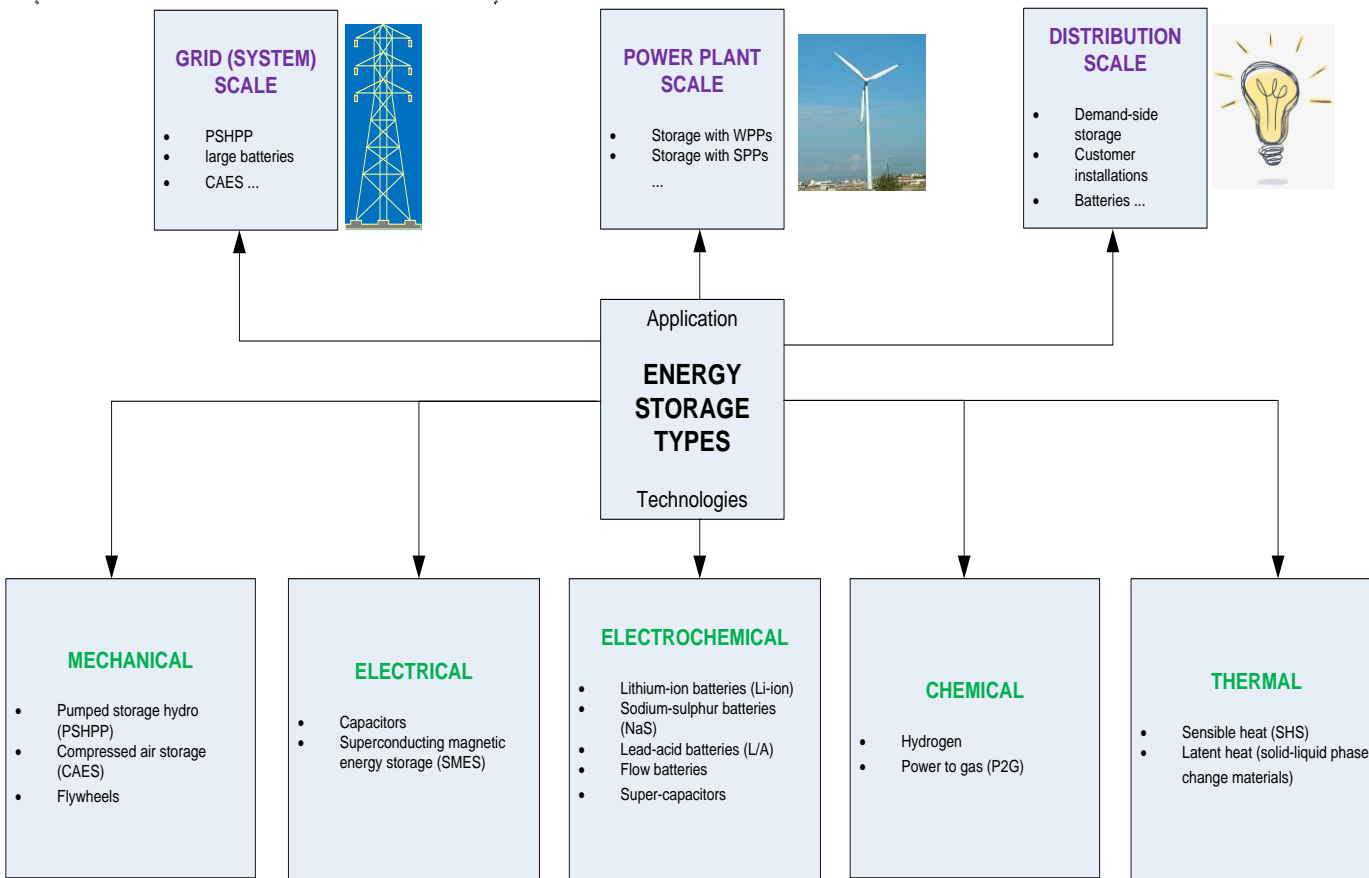 GRID (SYSTEM)
SCALE
• PSHPP
• large batteries
• CAES ...
POWER PLANT
SCALE
• Storage with WPPs
• Storage with SPPs
...
DISTRIBUTION
SCALE
• Demand-side
storage
• Customer
installations
• Batteries ...
Application
ENERGY
STORAGE
TYPES
Technologies
MECHANICAL
• Pumped storage hydro
(PSHPP)
• Compressed air storage
(CAES)
• Flywheels
ELECTRICAL
• Capacitors
• Superconducting magnetic
energy storage (SMES)
ELECTROCHEMICAL
• Lithium-ion batteries (Li-ion)
• Sodium-sulphur batteries
(NaS)
• Lead-acid batteries (L/A)
• Flow batteries
• Super-capacitors
CHEMICAL
• Hydrogen
• Power to gas (P2G)
THERMAL
• Sensible heat (SHS)
• Latent heat (solid-liquid phase
change materials)